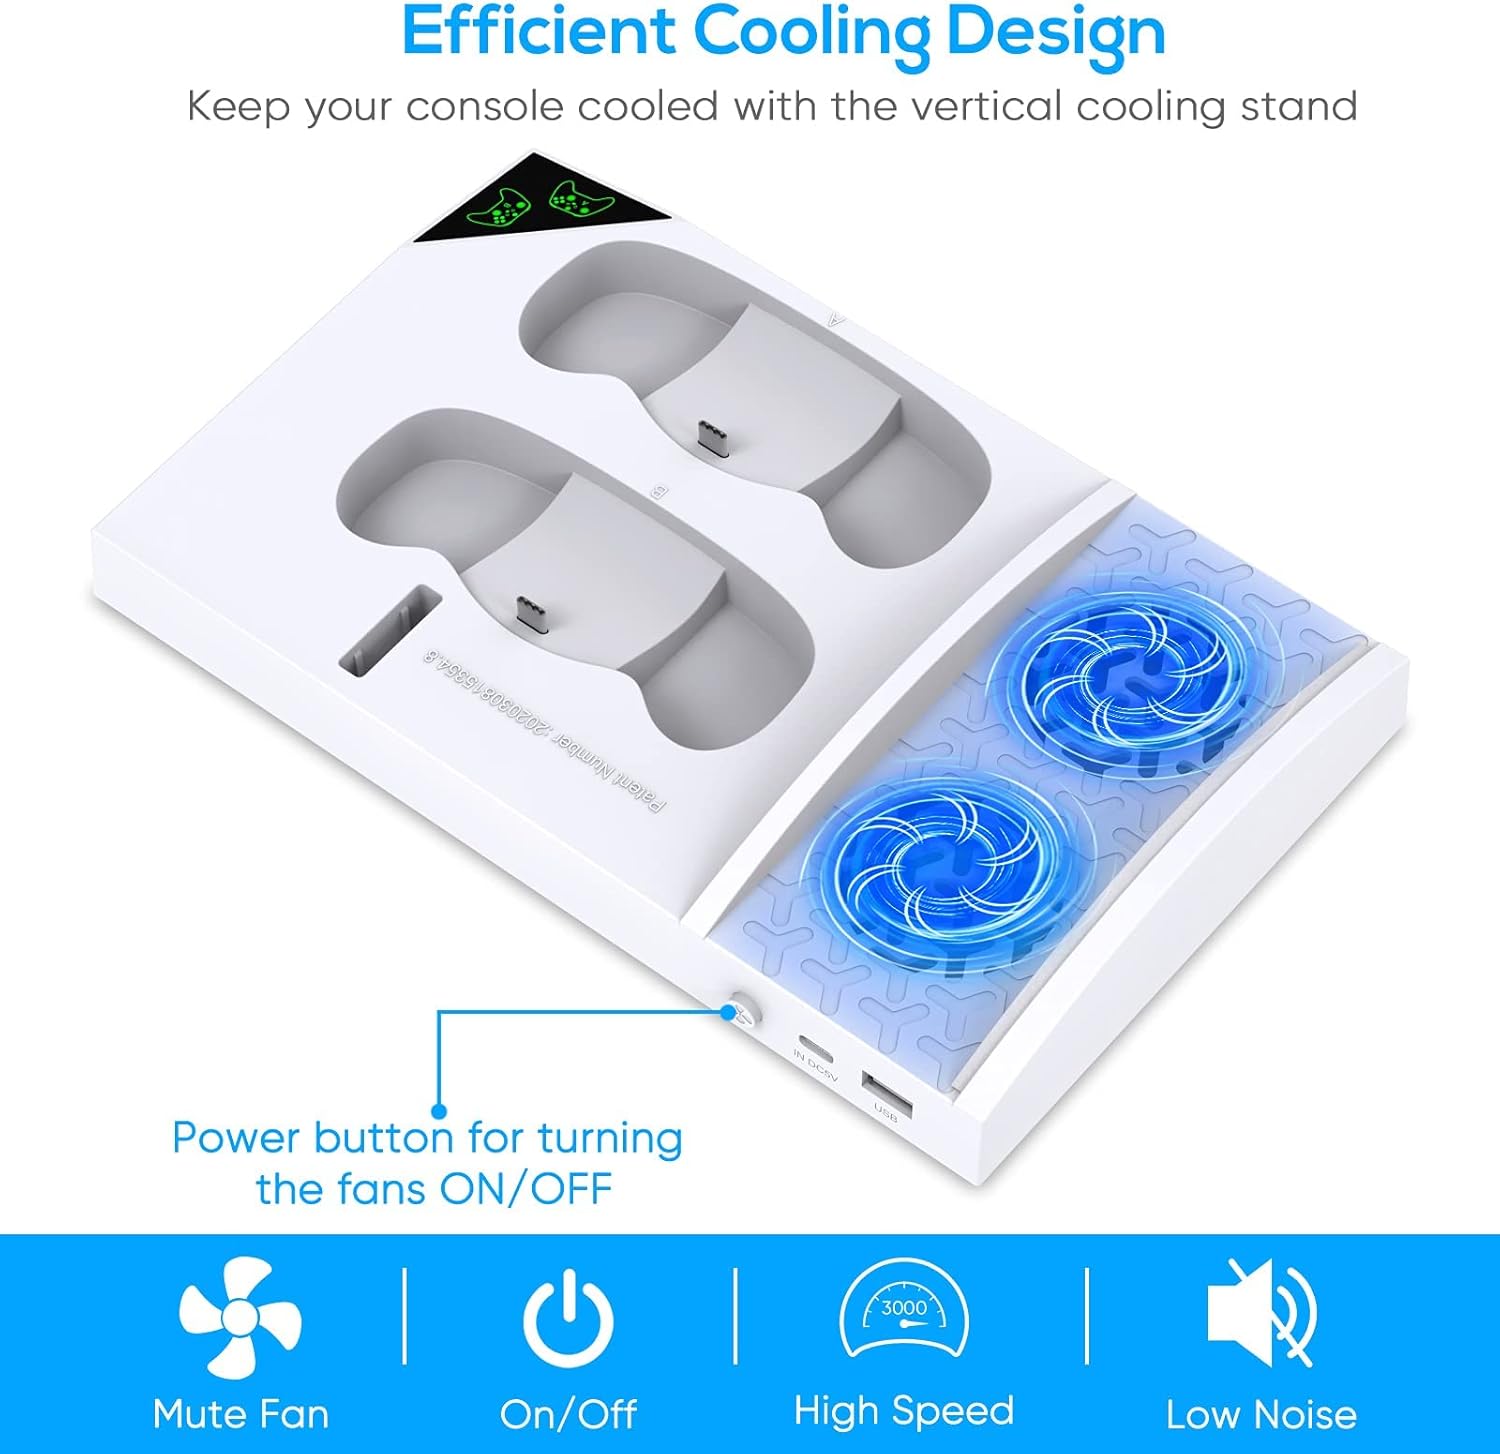 Efficient Cooling Design
Keep your console cooled with the vertical cooling stand
A
B
Patent Number :202030815354.8
IN DC5V
USB
Power button for turning
the fans ON/OFF
3000
Mute Fan
On/Off
High Speed
Low Noise